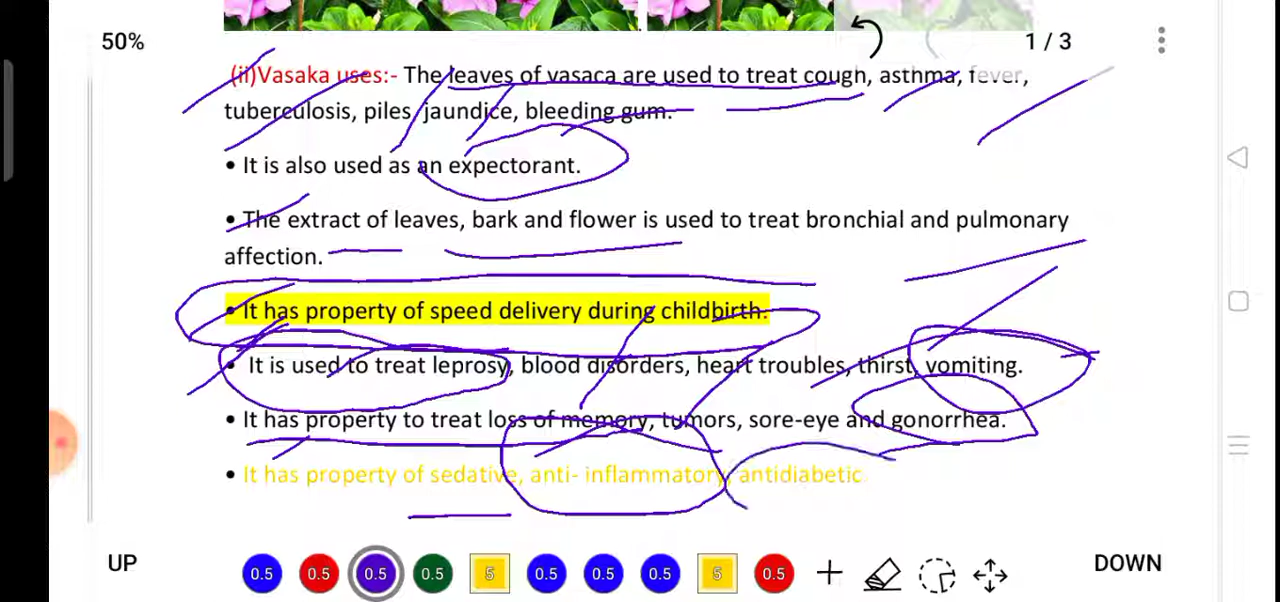 50%
1 / 3
(ii)Vasaka uses:- The leaves of vasaca are used to treat cough, asthma, fever,
tuberculosis, piles, jaundice, bleeding gum.
• It is also used as an expectorant.
• The extract of leaves, bark and flower is used to treat bronchial and pulmonary
affection.
• It has property of speed delivery during childbirth.
• It is used to treat leprosy, blood disorders, heart troubles, thirst, vomiting.
• It has property to treat loss of memory, tumors, sore-eye and gonorrhea.
• It has property of sedative, anti- inflammatory, antidiabetic.
UP
0.5 0.5 0.5 0.5 5 0.5 0.5 0.5 5 0.5
DOWN